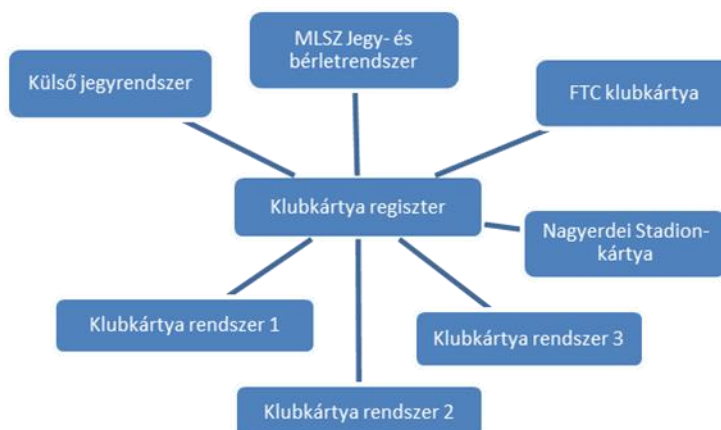 MLSZ Jegy- és
bérletrendszer
Külső jegyrendszer
FTC klubkártya
Klubkártya regiszter
Nagyerdei Stadion-
kártya
Klubkártya rendszer 1
Klubkártya rendszer 3
Klubkártya rendszer 2